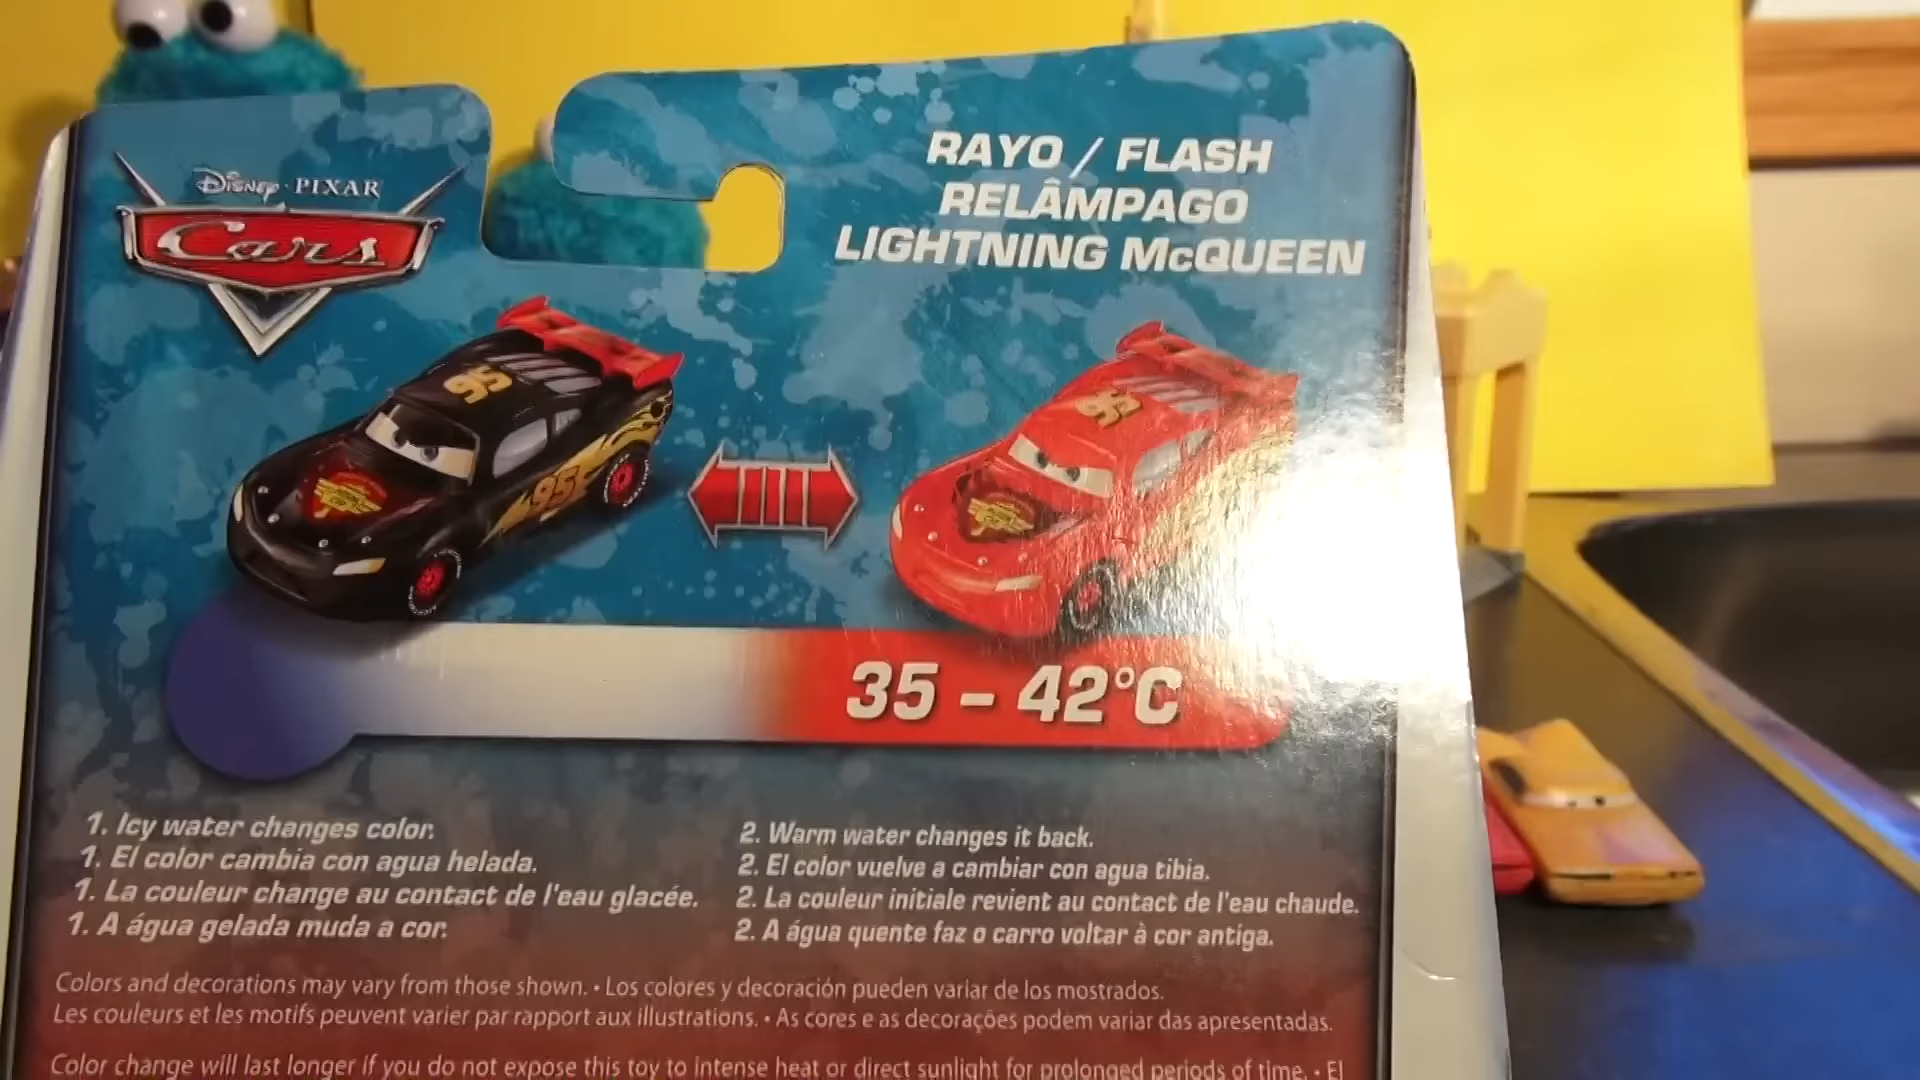 DISNEY · PIXAR
Cars
RAYO / FLASH
RELÂMPAGO
LIGHTNING McQUEEN
95
95
95
35 – 42°C
1. Icy water changes color.
1. El color cambia con agua helada.
1. La couleur change au contact de l'eau glacée.
1. A água gelada muda a cor.
2. Warm water changes it back.
2. El color vuelve a cambiar con agua tibia.
2. La couleur initiale revient au contact de l'eau chaude.
2. A água quente faz o carro voltar à cor antiga.
Colors and decorations may vary from those shown. • Los colores y decoración pueden variar de los mostrados.
Les couleurs et les motifs peuvent varier par rapport aux illustrations. • As cores e as decorações podem variar das apresentadas.
Color change will last longer if you do not expose this toy to intense heat or direct sunlight for prolonged periods of time. • El